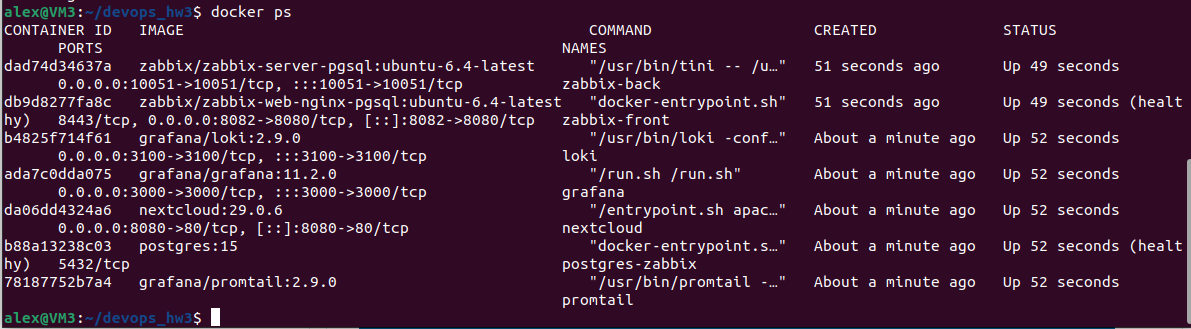 alex@VM3:~/devops_hw3$ docker ps
CONTAINER ID   IMAGE                                             COMMAND                  CREATED              STATUS
      PORTS                                                   NAMES
dad74d34637a   zabbix/zabbix-server-pgsql:ubuntu-6.4-latest      "/usr/bin/tini -- /u…"   51 seconds ago       Up 49 seconds
      0.0.0.0:10051->10051/tcp, :::10051->10051/tcp           zabbix-back
db9d8277fa8c   zabbix/zabbix-web-nginx-pgsql:ubuntu-6.4-latest   "docker-entrypoint.sh"   51 seconds ago       Up 49 seconds (healt
hy)   8443/tcp, 0.0.0.0:8082->8080/tcp, [::]:8082->8080/tcp   zabbix-front
b4825f714f61   grafana/loki:2.9.0                                "/usr/bin/loki -conf…"   About a minute ago   Up 52 seconds
      0.0.0.0:3100->3100/tcp, :::3100->3100/tcp               loki
ada7c0dda075   grafana/grafana:11.2.0                            "/run.sh /run.sh"        About a minute ago   Up 52 seconds
      0.0.0.0:3000->3000/tcp, :::3000->3000/tcp               grafana
da06dd4324a6   nextcloud:29.0.6                                  "/entrypoint.sh apac…"   About a minute ago   Up 52 seconds
      0.0.0.0:8080->80/tcp, [::]:8080->80/tcp                 nextcloud
b88a13238c03   postgres:15                                       "docker-entrypoint.s…"   About a minute ago   Up 52 seconds (healt
hy)   5432/tcp                                                postgres-zabbix
78187752b7a4   grafana/promtail:2.9.0                            "/usr/bin/promtail -…"   About a minute ago   Up 52 seconds
                                                              promtail
alex@VM3:~/devops_hw3$